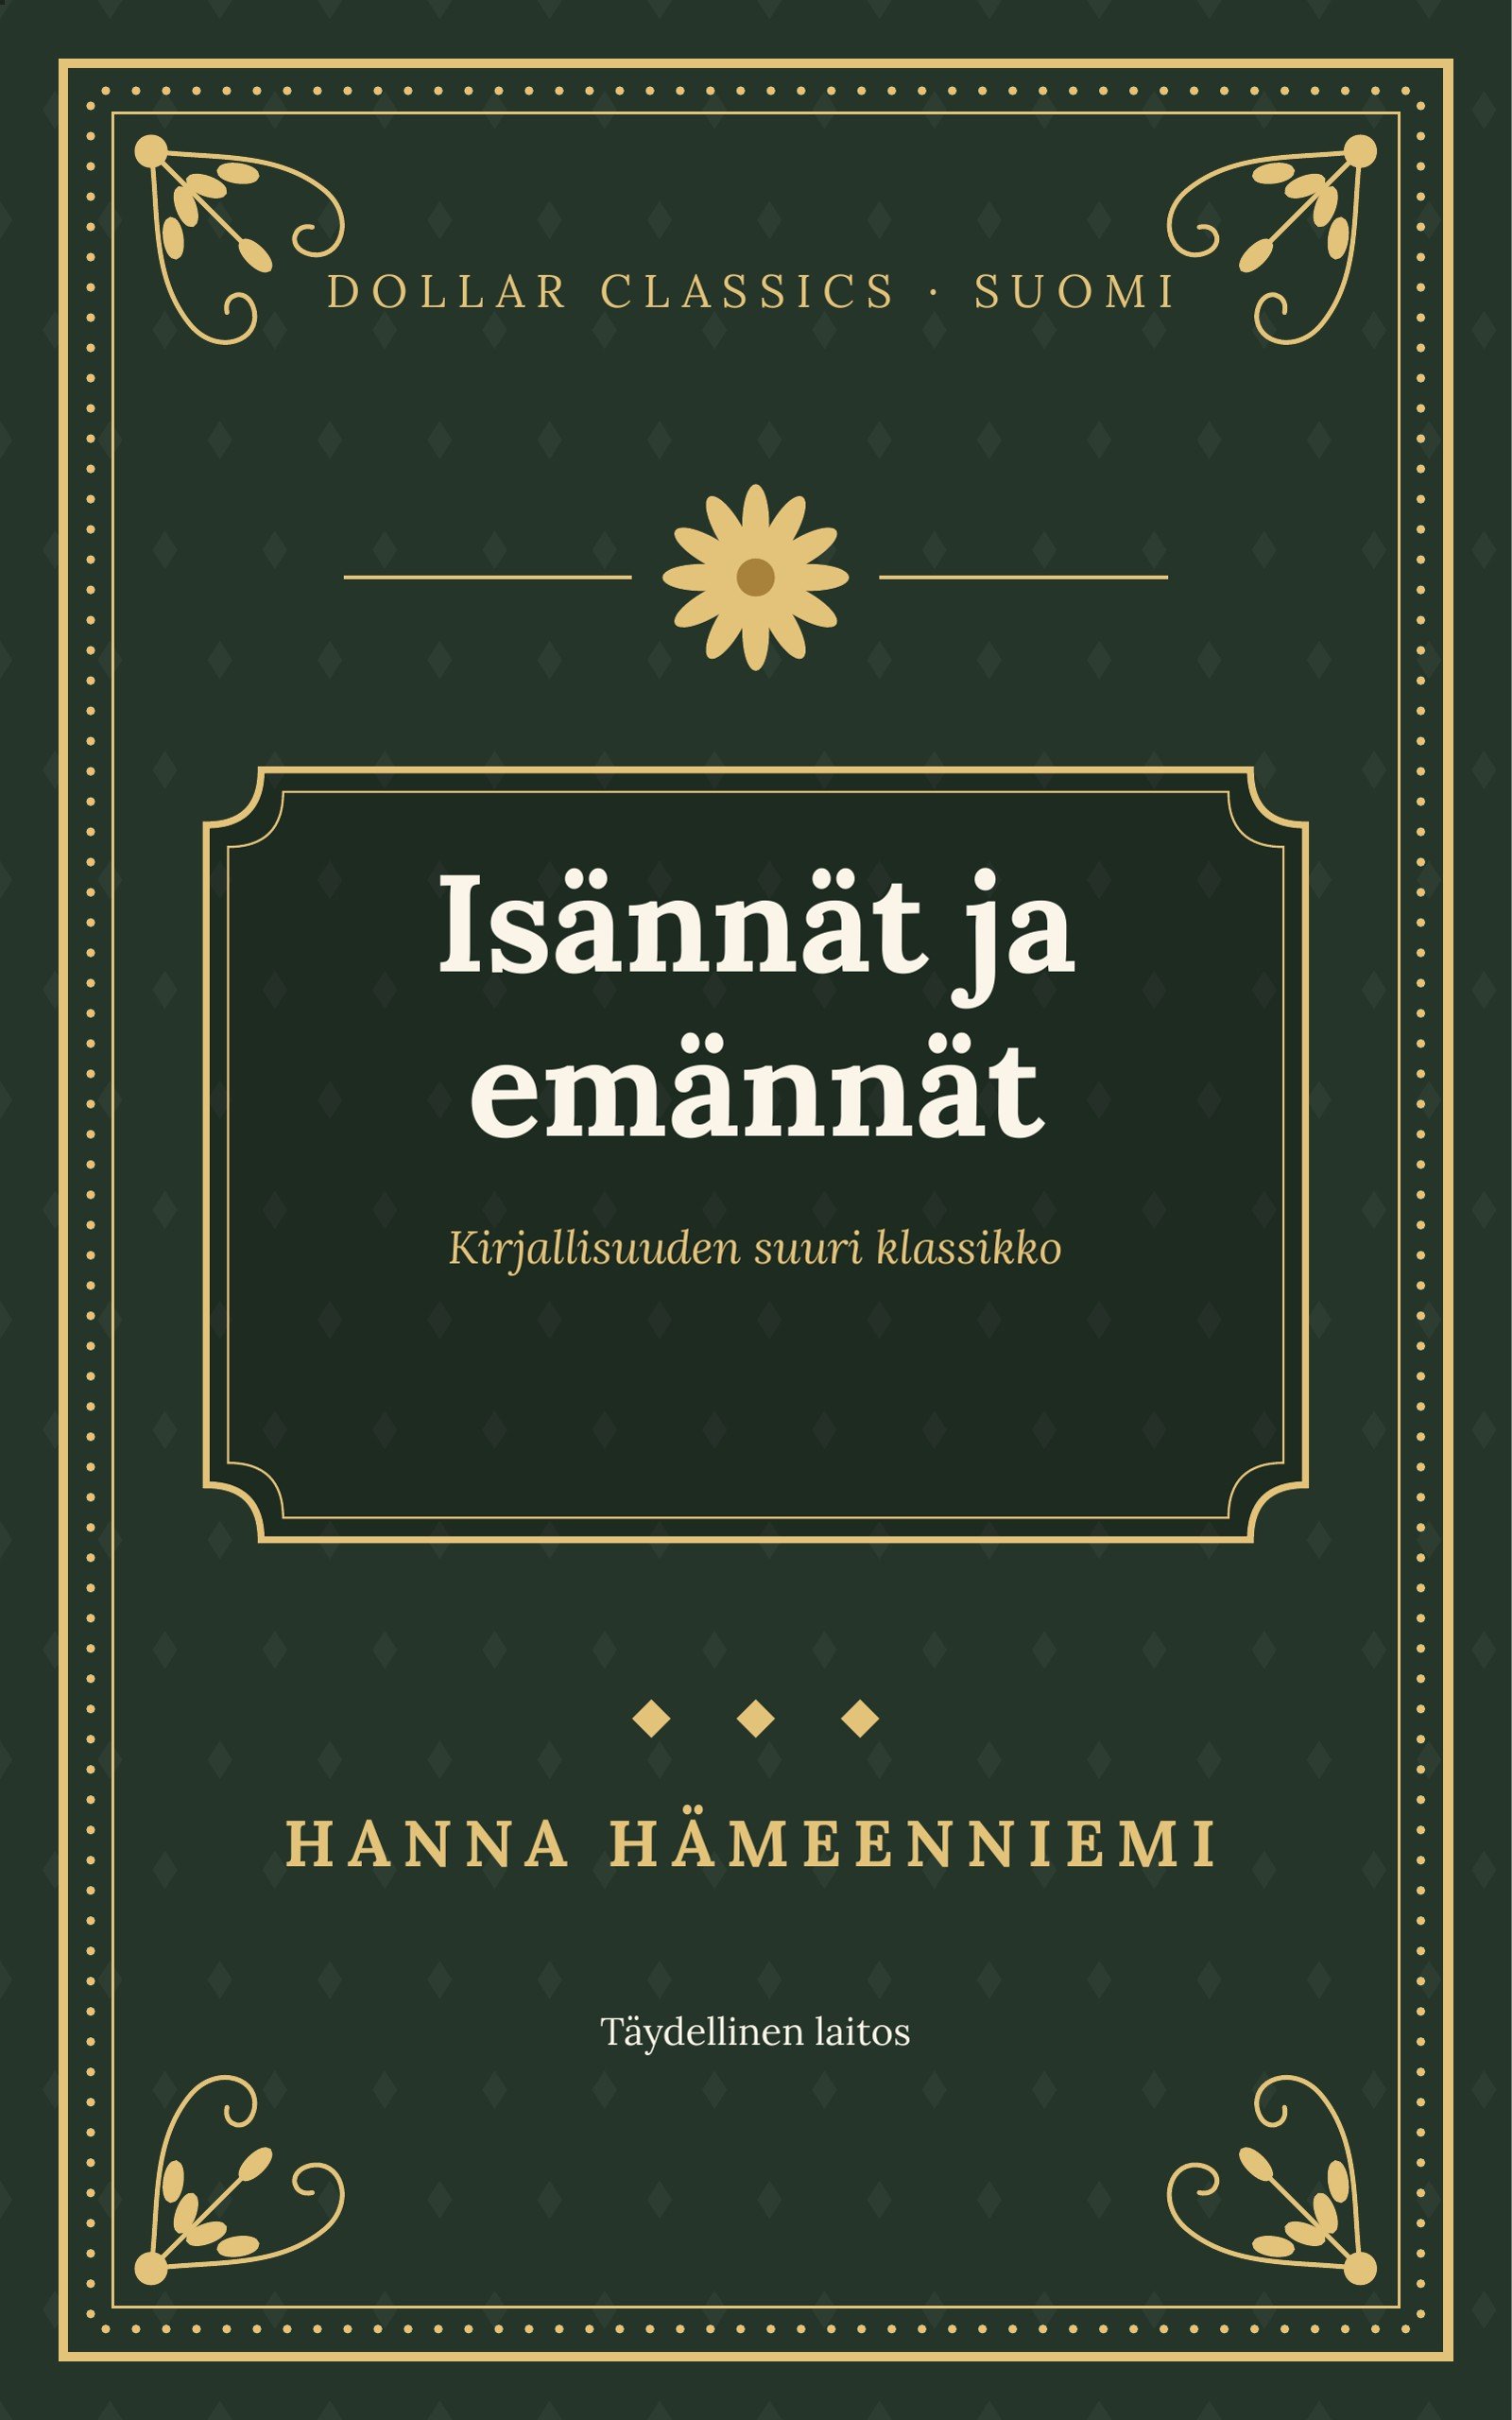 DOLLAR CLASSICS · SUOMI
Isännät ja
emännät
Kirjallisuuden suuri klassikko
HANNA HÄMEENNIEMI
Täydellinen laitos